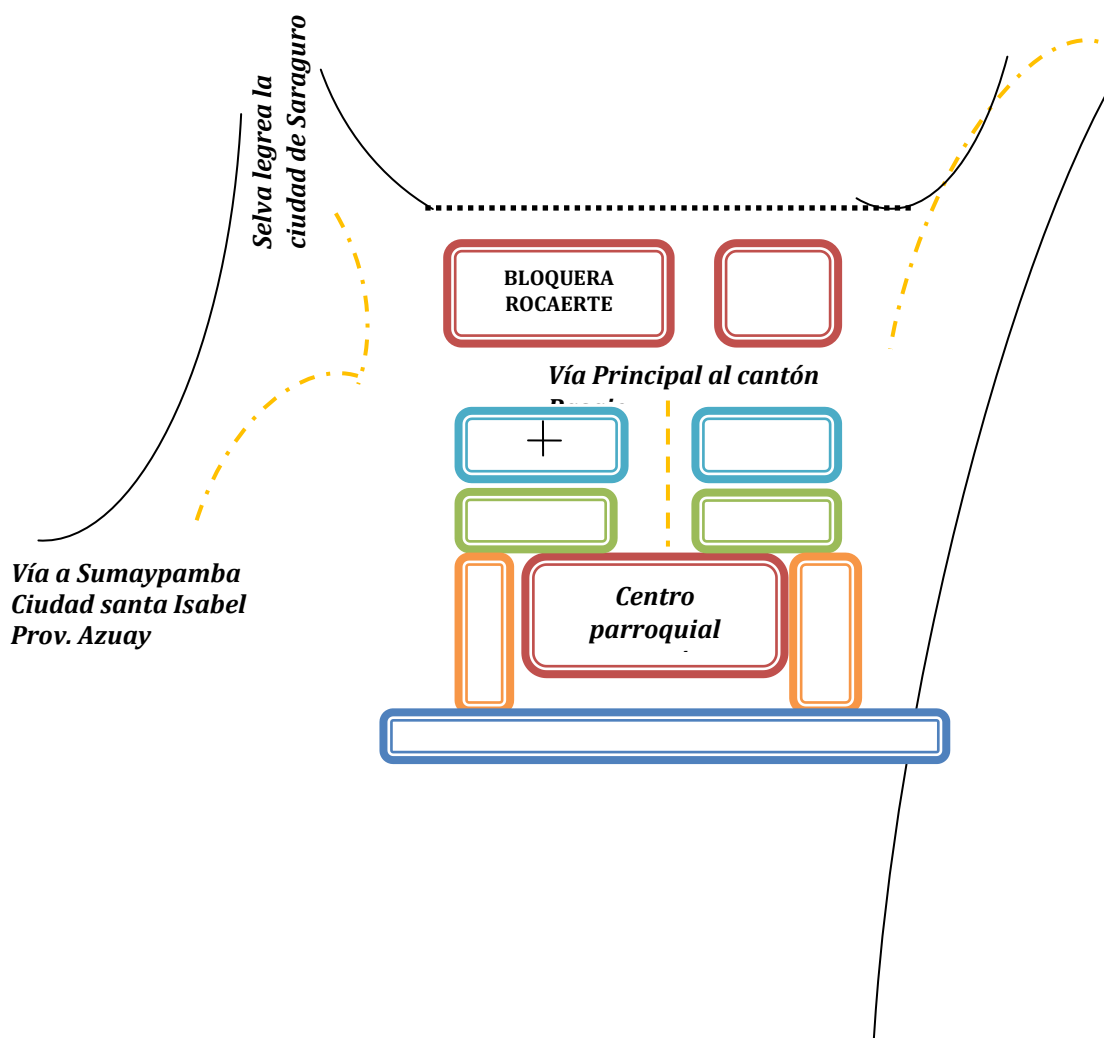 Selva legrea la
ciudad de Saraguro
BLOQUERA
ROCAERTE
Vía Principal al cantón
Centro
parroquial
Vía a Sumaypamba
Ciudad santa Isabel
Prov. Azuay